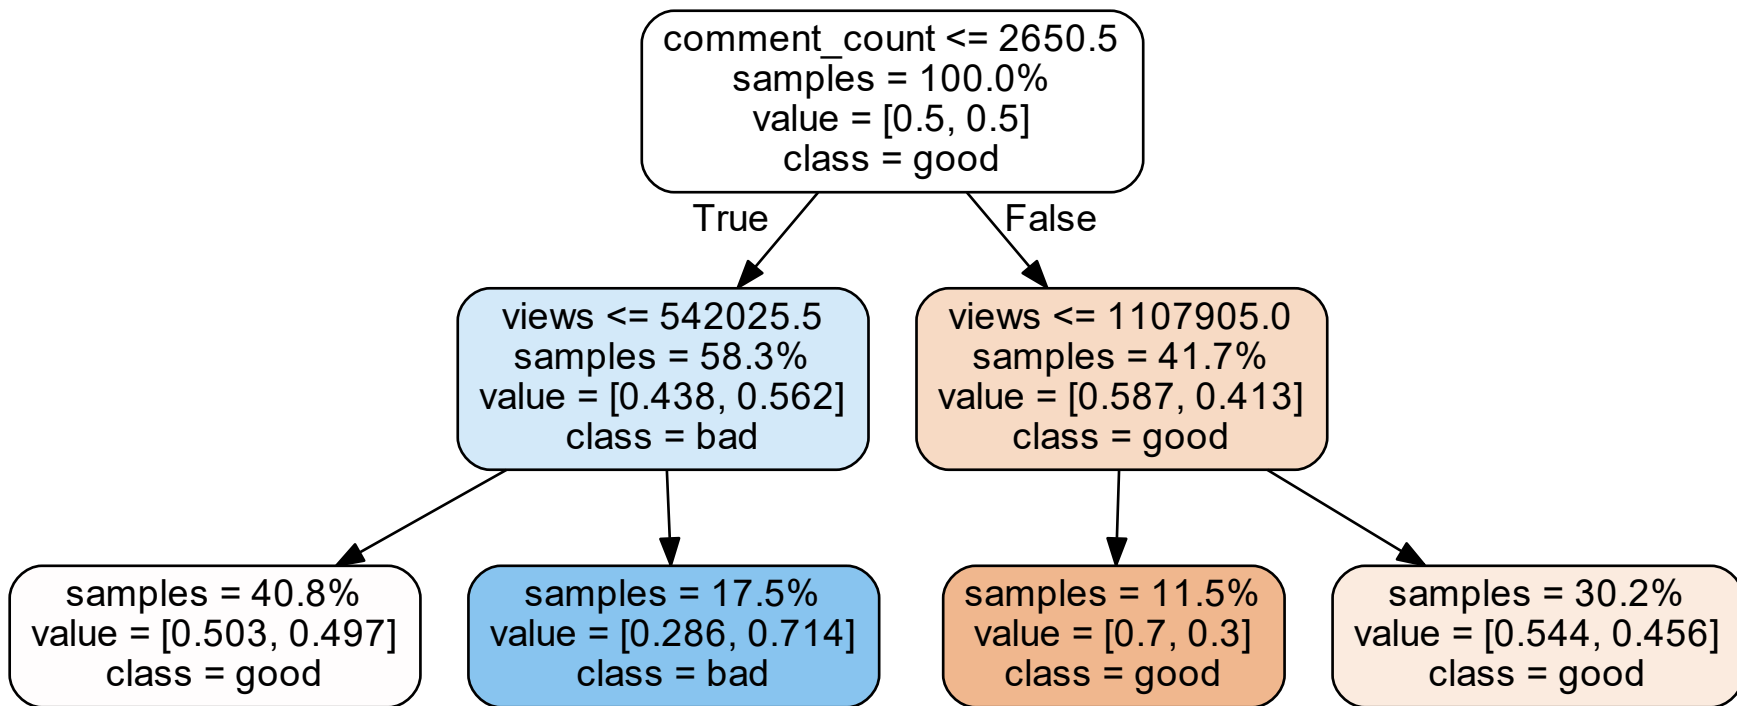 comment_count <= 2650.5
samples = 100.0%
value = [0.5, 0.5]
class = good
True
False
views <= 542025.5
samples = 58.3%
value = [0.438, 0.562]
class = bad
views <= 1107905.0
samples = 41.7%
value = [0.587, 0.413]
class = good
samples = 40.8%
value = [0.503, 0.497]
class = good
samples = 17.5%
value = [0.286, 0.714]
class = bad
samples = 11.5%
value = [0.7, 0.3]
class = good
samples = 30.2%
value = [0.544, 0.456]
class = good